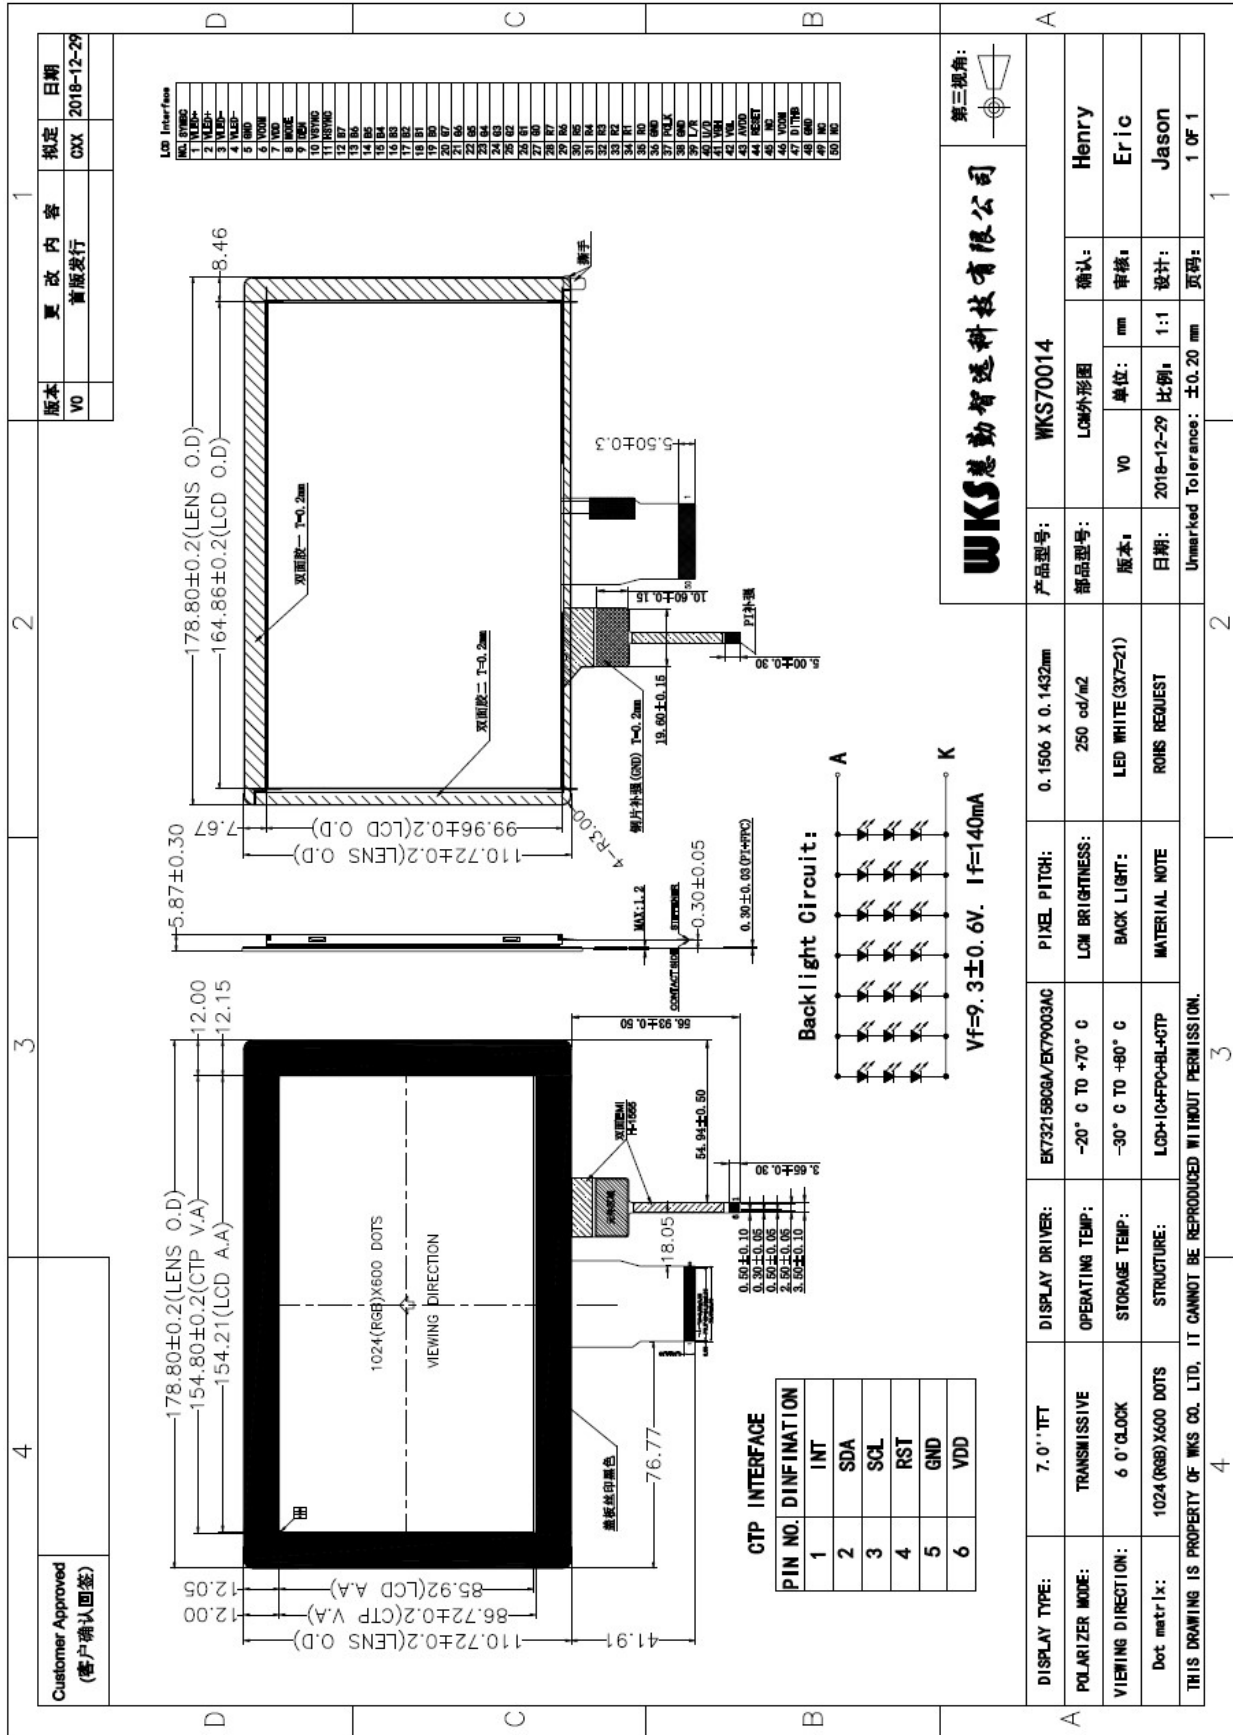 Customer Approved
(客户确认回签)
4
3
2
1
版本
更 改 内 容
拟定
日期
V0
首版发行
CXX
2018-12-29
D
C
B
A
178.80±0.2(LENS O.D)
154.80±0.2(CTP V.A)
154.21(LCD A.A)
12.00
12.15
110.72±0.2(LENS O.D)
86.72±0.2(CTP V.A)
85.92(LCD A.A)
12.00
12.05
41.91
1024(RGB)X600 DOTS
VIEWING DIRECTION
盖板丝印黑色
76.77
18.05
54.94±0.50
56.93±0.50
3.65±0.30
0.50±0.10
0.30±0.05
0.50±0.05
2.50±0.05
3.50±0.10
5.87±0.30
MAX:1.2
CONTACT SIDE
STIFFENER
0.30±0.05
0.30±0.03(PI+FPC)
178.80±0.2(LENS O.D)
164.86±0.2(LCD O.D)
8.46
7.67
99.96±0.2(LCD O.D)
110.72±0.2(LENS O.D)
4-R3.00
双面胶一 T=0.2mm
双面胶二 T=0.2mm
撕手
钢片补强(GND) T=0.2mm
19.60±0.15
10.60±0.15
PI补强
5.00±0.30
5.50±0.3
50
1
LCD Interface
NO. SYMBO
1 VLED+
2 VLED+
3 VLED-
4 VLED-
5 GND
6 VCOM
7 VDD
8 MODE
9 DEN
10 VSYNC
11 HSYNC
12 B7
13 B6
14 B5
15 B4
16 B3
17 B2
18 B1
19 B0
20 G7
21 G6
22 G5
23 G4
24 G3
25 G2
26 G1
27 G0
28 R7
29 R6
30 R5
31 R4
32 R3
33 R2
34 R1
35 R0
36 GND
37 PCLK
38 GND
39 L/R
40 U/D
41 VGH
42 VGL
43 AVDD
44 RESET
45 NC
46 VCOM
47 DITHB
48 GND
49 NC
50 NC
CTP INTERFACE
PIN NO. DINFINATION
1 INT
2 SDA
3 SCL
4 RST
5 GND
6 VDD
Backlight Circuit:
A
K
Vf=9.3±0.6V. If=140mA
WKS慧勤智远科技有限公司
第三视角:
DISPLAY TYPE: 7.0''TFT DISPLAY DRIVER: EK73215BCGA/EK79003AC PIXEL PITCH: 0.1506 X 0.1432mm 产品型号: WKS70014
POLARIZER MODE: TRANSMISSIVE OPERATING TEMP: -20° C TO +70° C LCM BRIGHTNESS: 250 cd/m2 部品型号: LCM外形图 确认: Henry
VIEWING DIRECTION: 6 O'CLOCK STORAGE TEMP: -30° C TO +80° C BACK LIGHT: LED WHITE(3X7=21) 版本: V0 单位: mm 审核: Eric
Dot matrix: 1024(RGB)X600 DOTS STRUCTURE: LCD+IC+FPC+BL+CTP MATERIAL NOTE ROHS REQUEST 日期: 2018-12-29 比例: 1:1 设计: Jason
THIS DRAWING IS PROPERTY OF WKS CO. LTD, IT CANNOT BE REPRODUCED WITHOUT PERMISSION. Unmarked Tolerance: ±0.20 mm 页码: 1 OF 1
D
C
B
A
4
3
2
1